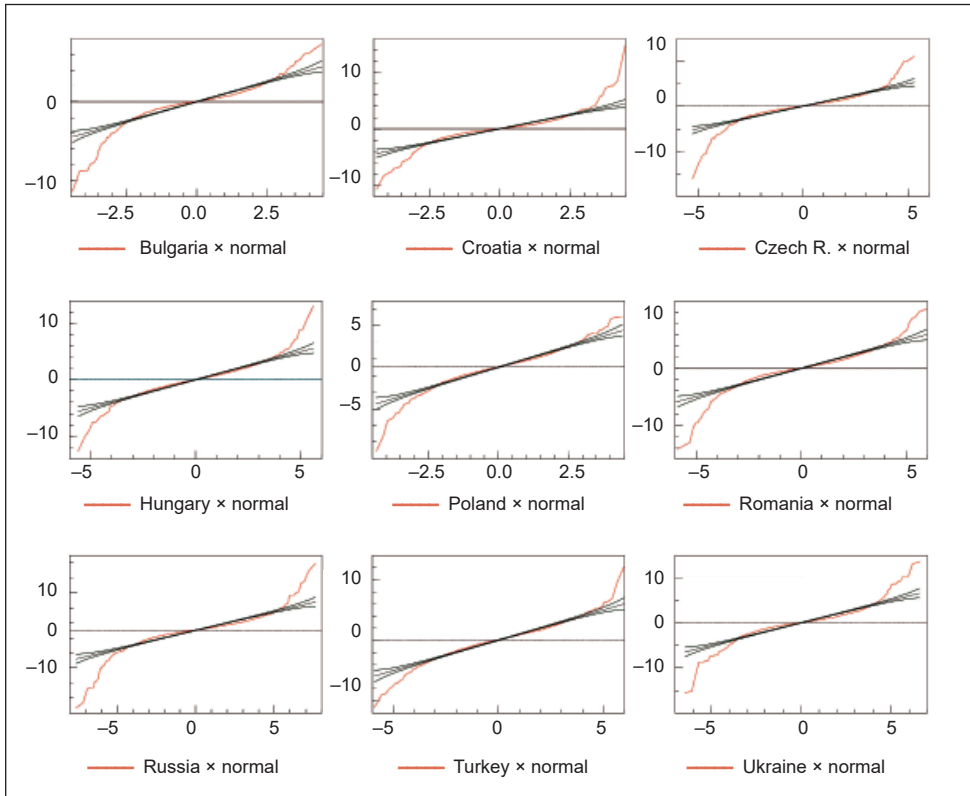 0
–10
–2.5 0.0 2.5
Bulgaria × normal
10
0
–10
–2.5 0.0 2.5
Croatia × normal
10
0
–10
–5 0 5
Czech R. × normal
10
0
–10
–5 0 5
Hungary × normal
5
0
–5
–2.5 0.0 2.5
Poland × normal
10
0
–10
–5 0 5
Romania × normal
10
0
–10
–5 0 5
Russia × normal
10
0
–10
–5 0 5
Turkey × normal
10
0
–10
–5 0 5
Ukraine × normal